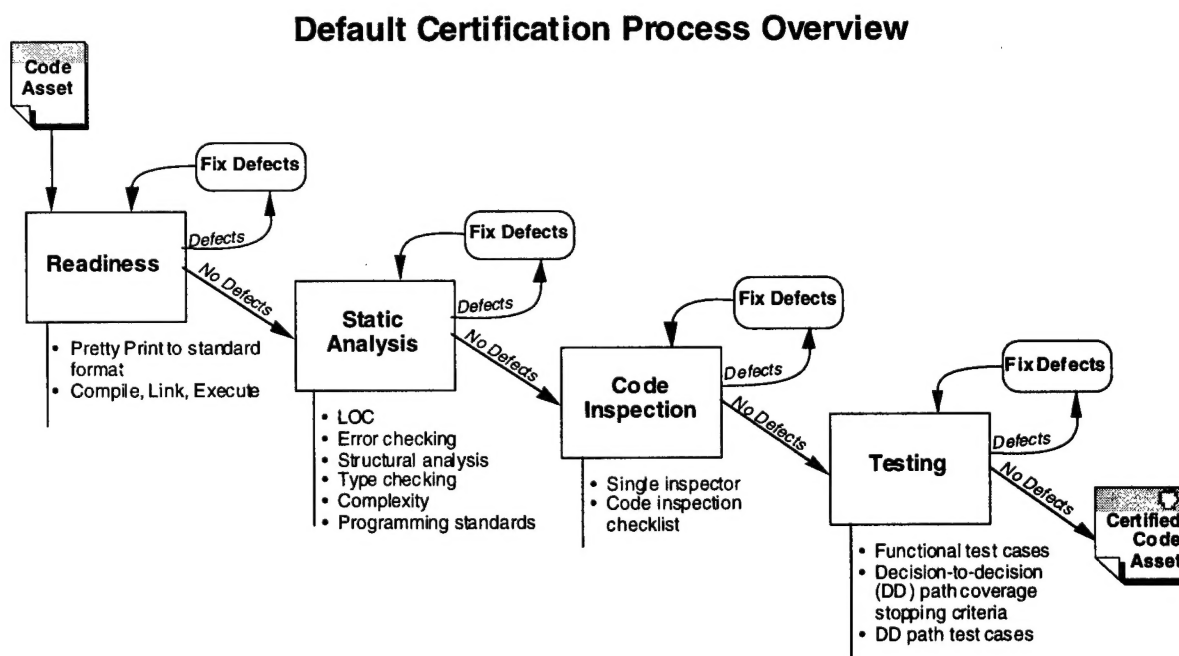 Default Certification Process Overview
Code
Asset
Fix Defects
Defects
Readiness
No Defects
• Pretty Print to standard
format
• Compile, Link, Execute
Fix Defects
Defects
Static
Analysis
No Defects
• LOC
• Error checking
• Structural analysis
• Type checking
• Complexity
• Programming standards
Fix Defects
Defects
Code
Inspection
No Defects
• Single inspector
• Code inspection
checklist
Fix Defects
Defects
Testing
No Defects
• Functional test cases
• Decision-to-decision
(DD) path coverage
stopping criteria
• DD path test cases
Certified
Code
Asset